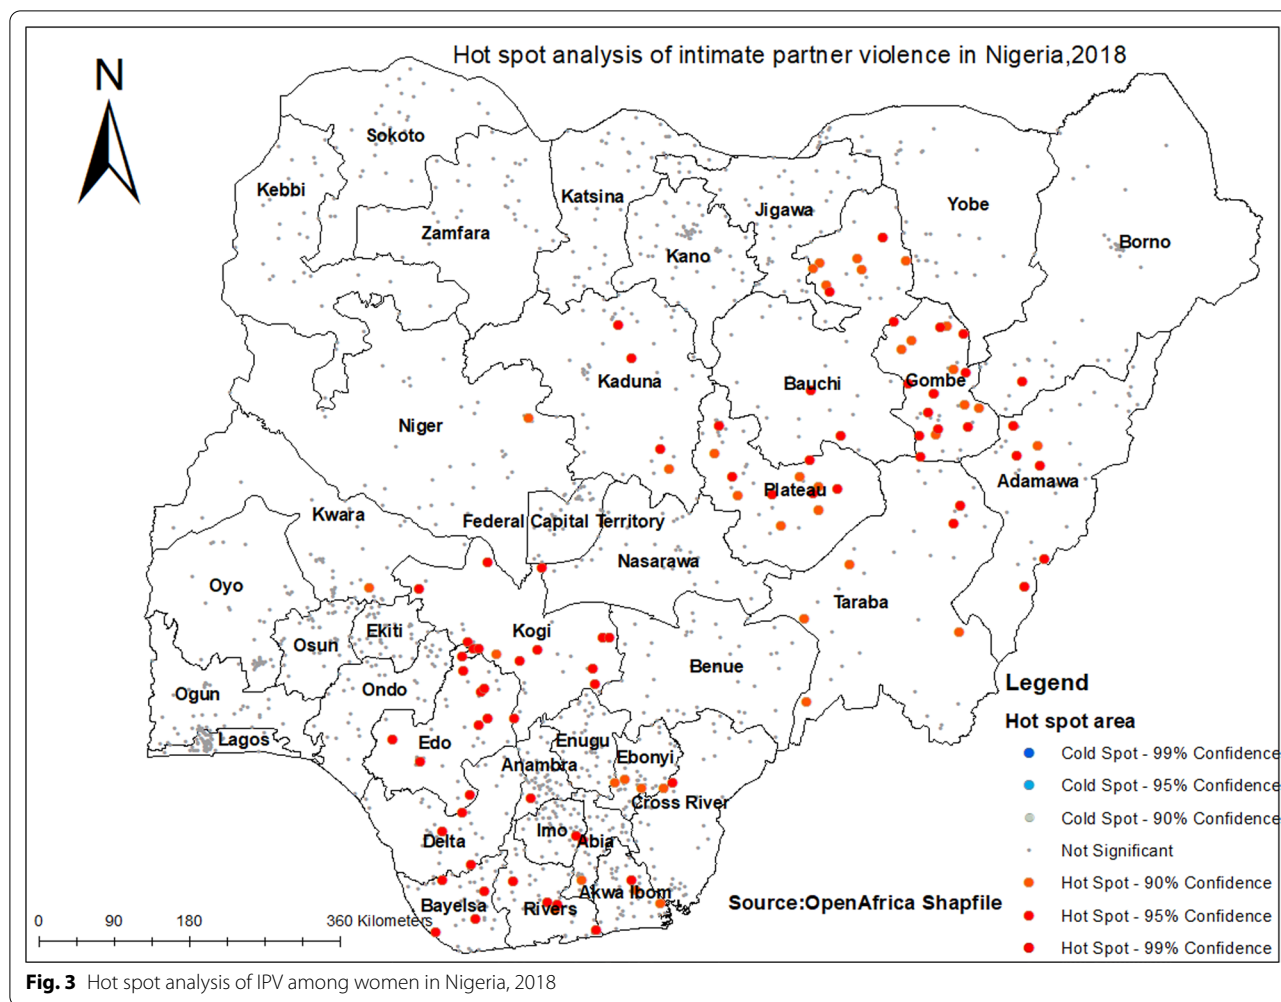 Hot spot analysis of intimate partner violence in Nigeria,2018
N
Sokoto
Kebbi
Katsina
Zamfara
Jigawa
Yobe
Kano
Borno
Kaduna
Bauchi
Gombe
Niger
Adamawa
Plateau
Kwara
Federal Capital Territory
Nasarawa
Oyo
Taraba
Osun
Ekiti
Kogi
Benue
Ogun
Ondo
Lagos
Edo
Enugu
Ebonyi
Anambra
Cross River
Imo
Abia
Delta
Akwa Ibom
Bayelsa
Rivers
Legend
Hot spot area
Cold Spot - 99% Confidence
Cold Spot - 95% Confidence
Cold Spot - 90% Confidence
Not Significant
Hot Spot - 90% Confidence
Hot Spot - 95% Confidence
Hot Spot - 99% Confidence
Source:OpenAfrica Shapfile
0 90 180 360 Kilometers
Fig. 3 Hot spot analysis of IPV among women in Nigeria, 2018